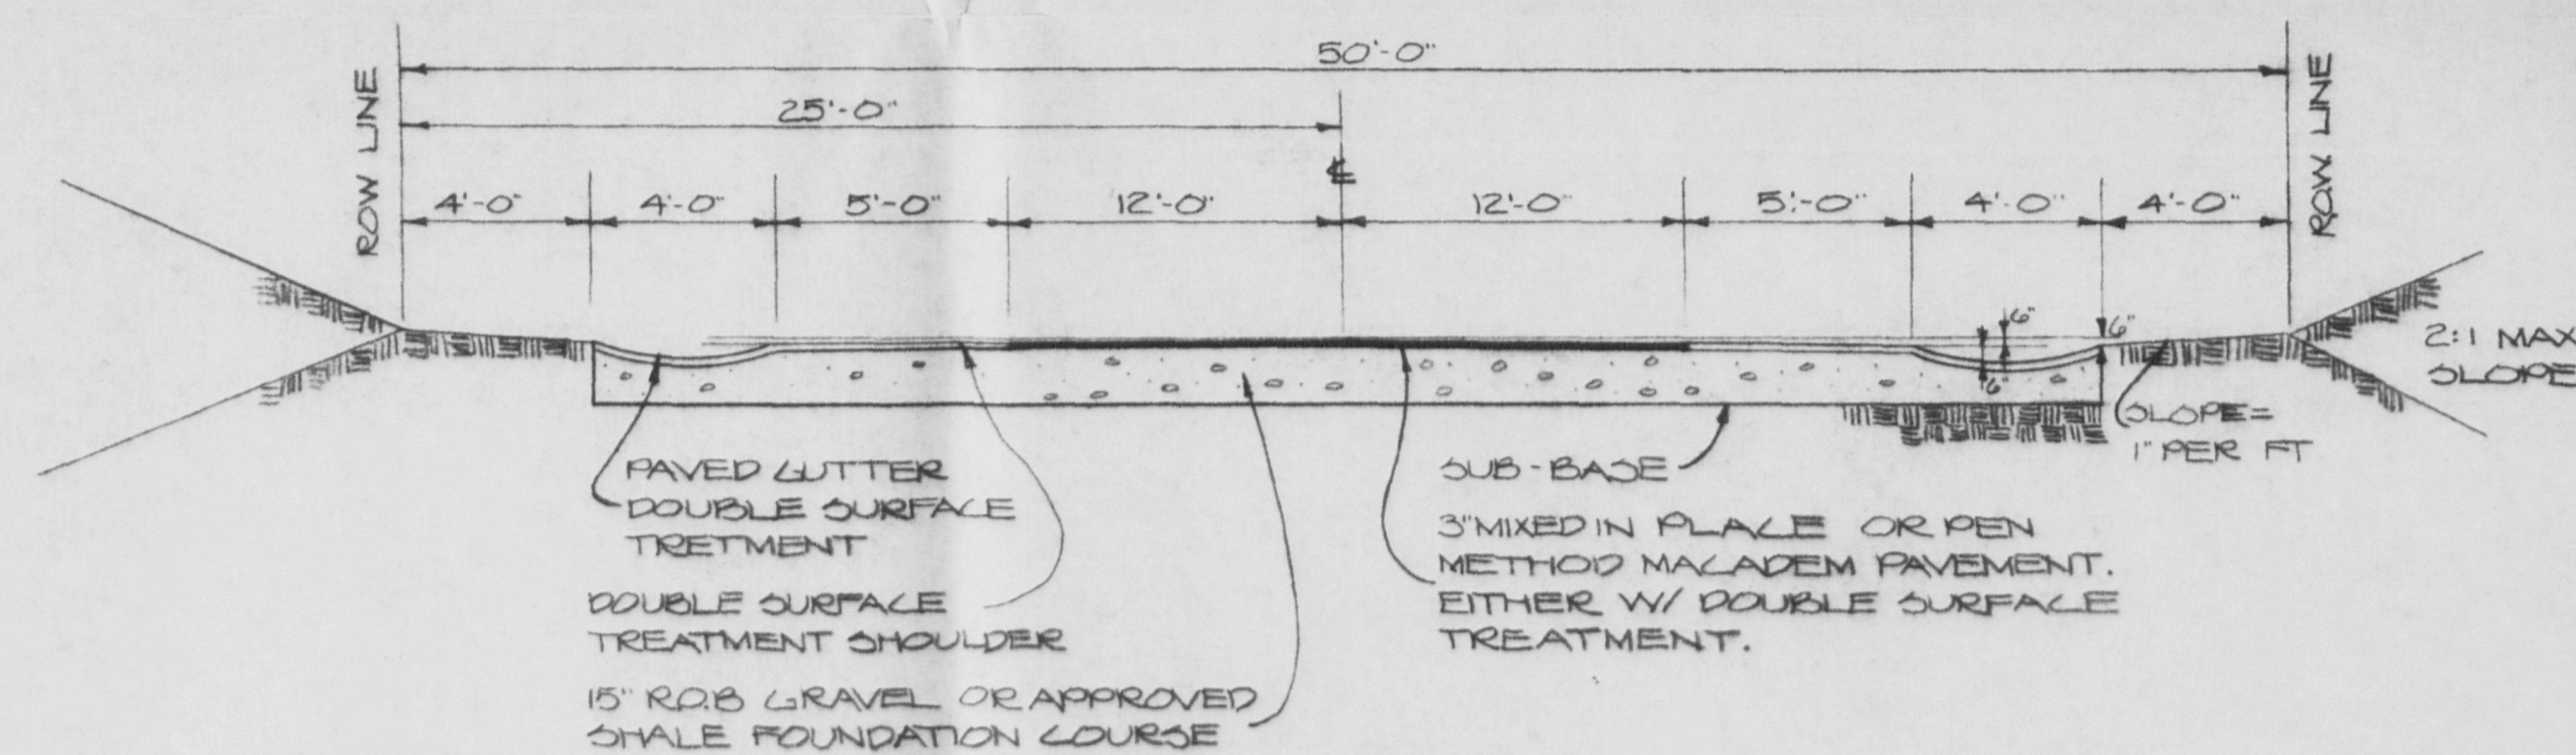 50'-0"
25'-0"
ROW LINE
ROW LINE
℄
4'-0"
4'-0"
5'-0"
12'-0"
12'-0"
5'-0"
4'-0"
4'-0"
6"
6"
6"
2:1 MAX
SLOPE
SLOPE=
1" PER FT
PAVED GUTTER
DOUBLE SURFACE
TRETMENT
DOUBLE SURFACE
TREATMENT SHOULDER
15" R.O.B GRAVEL OR APPROVED
SHALE FOUNDATION COURSE
SUB-BASE
3" MIXED IN PLACE OR PEN
METHOD MACADEM PAVEMENT.
EITHER W/ DOUBLE SURFACE
TREATMENT.